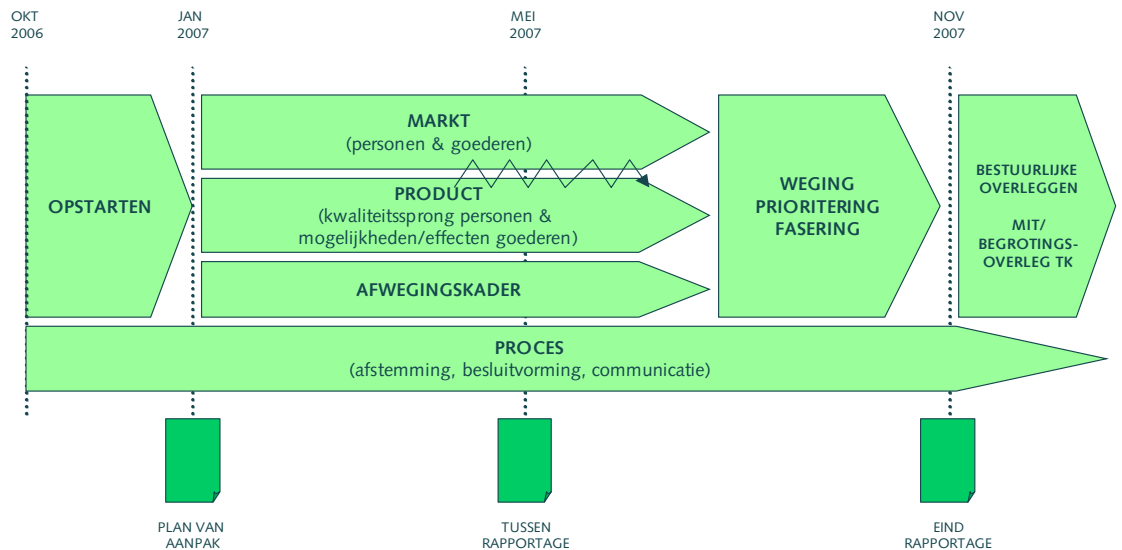 OKT
2006
JAN
2007
MEI
2007
NOV
2007
OPSTARTEN
MARKT
(personen & goederen)
PRODUCT
(kwaliteitssprong personen &
mogelijkheden/effecten goederen)
AFWEGINGSKADER
WEGING
PRIORITERING
FASERING
BESTUURLIJKE
OVERLEGGEN
MIT/
BEGROTINGS-
OVERLEG TK
PROCES
(afstemming, besluitvorming, communicatie)
PLAN VAN
AANPAK
TUSSEN
RAPPORTAGE
EIND
RAPPORTAGE